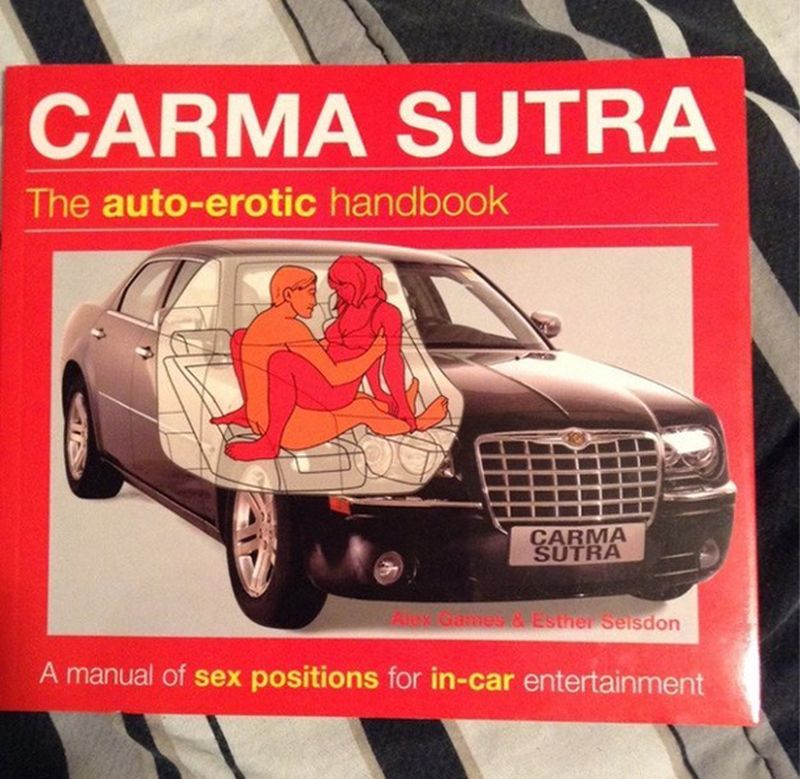 CARMA SUTRA
The auto-erotic handbook
CARMA
SUTRA
Alex Games & Esther Selsdon
A manual of sex positions for in-car entertainment